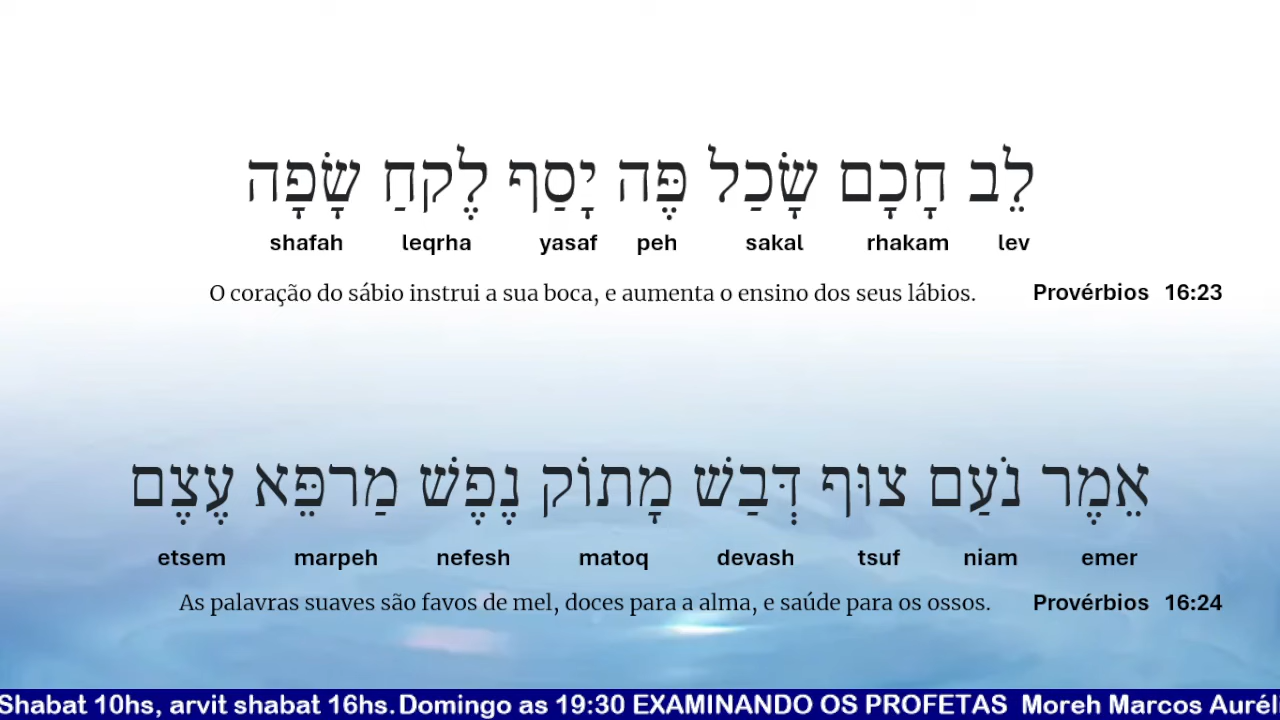 לֵב חָכָם שָׂכַל פֶּה יָסַף לֶקחַ שָׂפָה
shafah leqrha yasaf peh sakal rhakam lev
O coração do sábio instrui a sua boca, e aumenta o ensino dos seus lábios. Provérbios 16:23
אֵמֶר נֹעַם צוּף דְּבַשׁ מָתוֹק נֶפֶשׁ מַרפֵּא עֶצֶם
etsem marpeh nefesh matoq devash tsuf niam emer
As palavras suaves são favos de mel, doces para a alma, e saúde para os ossos. Provérbios 16:24
Shabat 10hs, arvit shabat 16hs. Domingo as 19:30 EXAMINANDO OS PROFETAS Moreh Marcos Auréli